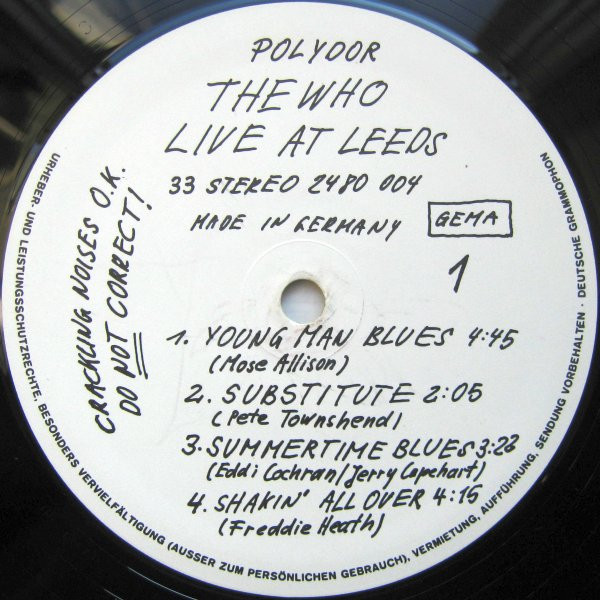 POLYDOR
THE WHO
LIVE AT LEEDS
33 STEREO 2480 004
MADE IN GERMANY
GEMA
1
CRACKLING NOISES O.K.
DO NOT CORRECT!
1. YOUNG MAN BLUES 4:45
(Mose Allison)
2. SUBSTITUTE 2:05
(Pete Townshend)
3. SUMMERTIME BLUES 3:23
(Eddi Cochran/Jerry Capehart)
4. SHAKIN' ALL OVER 4:15
(Freddie Heath)
URHEBER- UND LEISTUNGSSCHUTZRECHTE, BESONDERS VERVIELFÄLTIGUNG (AUSSER ZUM PERSÖNLICHEN GEBRAUCH), VERMIETUNG, AUFFÜHRUNG, SENDUNG VORBEHALTEN · DEUTSCHE GRAMMOPHON